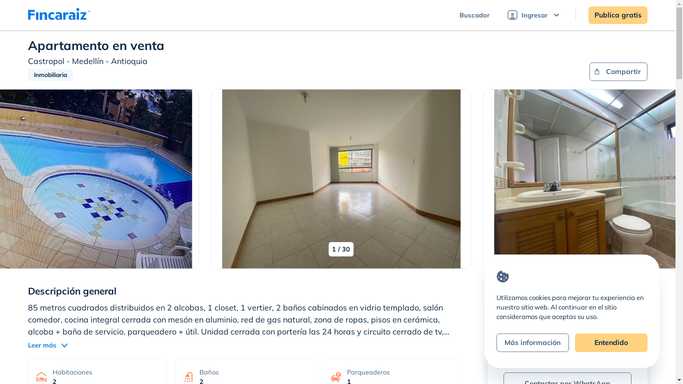 Fincaraiz
Buscador
Ingresar
Publica gratis
Apartamento en venta
Castropol - Medellín - Antioquia
Inmobiliaria
Compartir
1 / 30
Descripción general
85 metros cuadrados distribuidos en 2 alcobas, 1 closet, 1 vertier, 2 baños cabinados en vidrio templado, salón
comedor, cocina integral cerrada con mesón en aluminio, red de gas natural, zona de ropas, pisos en cerámica,
alcoba + baño de servicio, parqueadero + útil. Unidad cerrada con portería las 24 horas y circuito cerrado de tv,...
Leer más
Habitaciones
2
Baños
2
Parqueaderos
1
Utilizamos cookies para mejorar tu experiencia en
nuestro sitio web. Al continuar en el sitio
consideramos que aceptas su uso.
Más información
Entendido
Contactar por WhatsApp